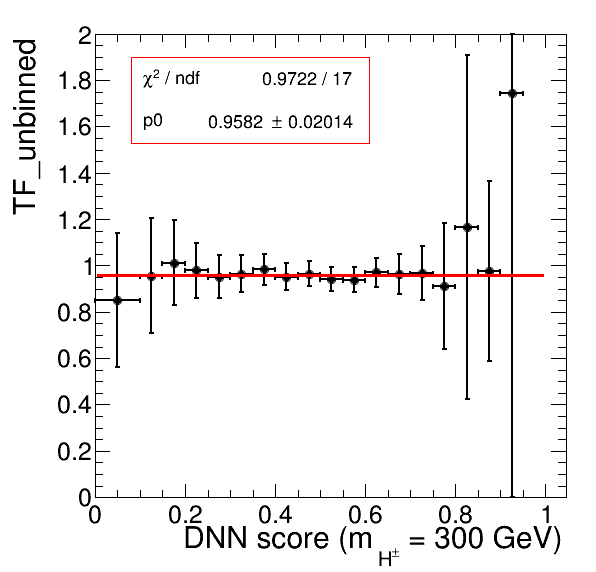 TF_unbinned
2
1.8
1.6
1.4
1.2
1
0.8
0.6
0.4
0.2
0
χ² / ndf 0.9722 / 17
p0 0.9582 ± 0.02014
0 0.2 0.4 0.6 0.8 1
DNN score (m_H± = 300 GeV)